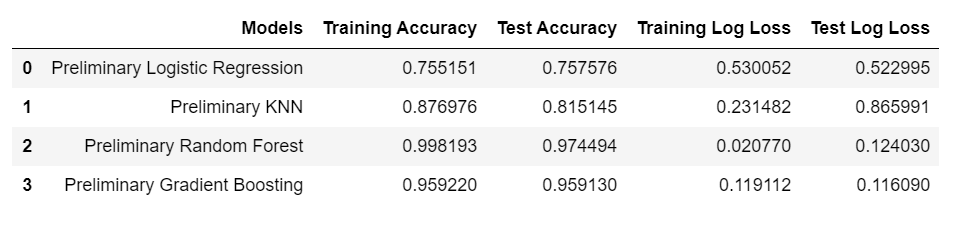 Models Training Accuracy Test Accuracy Training Log Loss Test Log Loss
0 Preliminary Logistic Regression 0.755151 0.757576 0.530052 0.522995
1 Preliminary KNN 0.876976 0.815145 0.231482 0.865991
2 Preliminary Random Forest 0.998193 0.974494 0.020770 0.124030
3 Preliminary Gradient Boosting 0.959220 0.959130 0.119112 0.116090